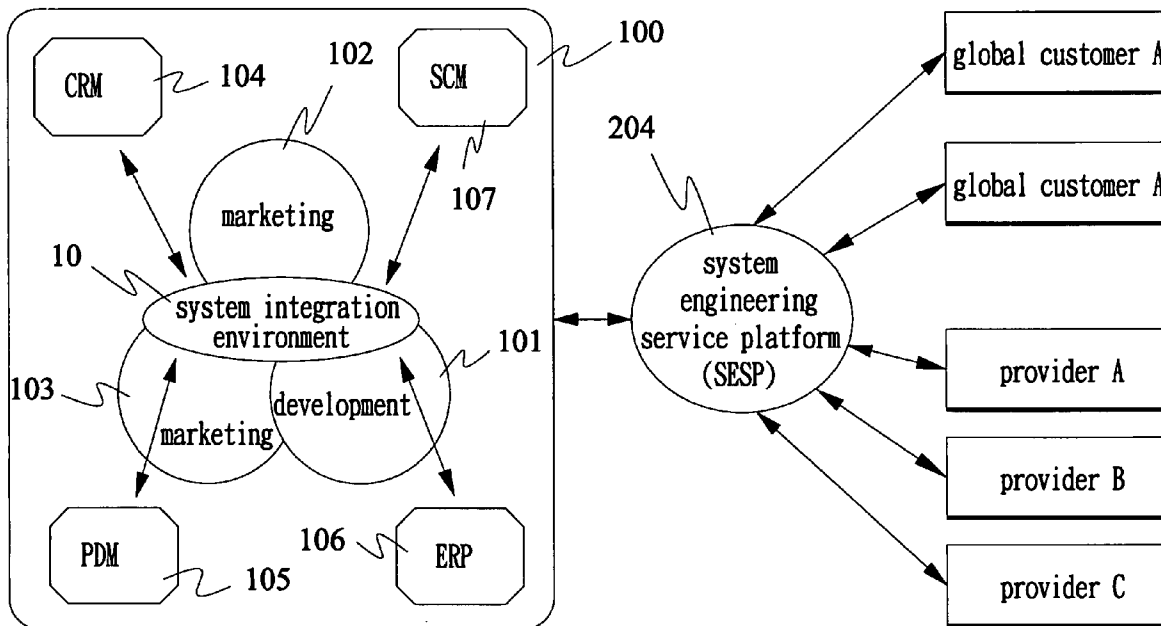 CRM
104
102
SCM
100
107
marketing
10
system integration
environment
101
103
development
marketing
PDM
105
106
ERP
204
system
engineering
service platform
(SESP)
global customer A
global customer A
provider A
provider B
provider C